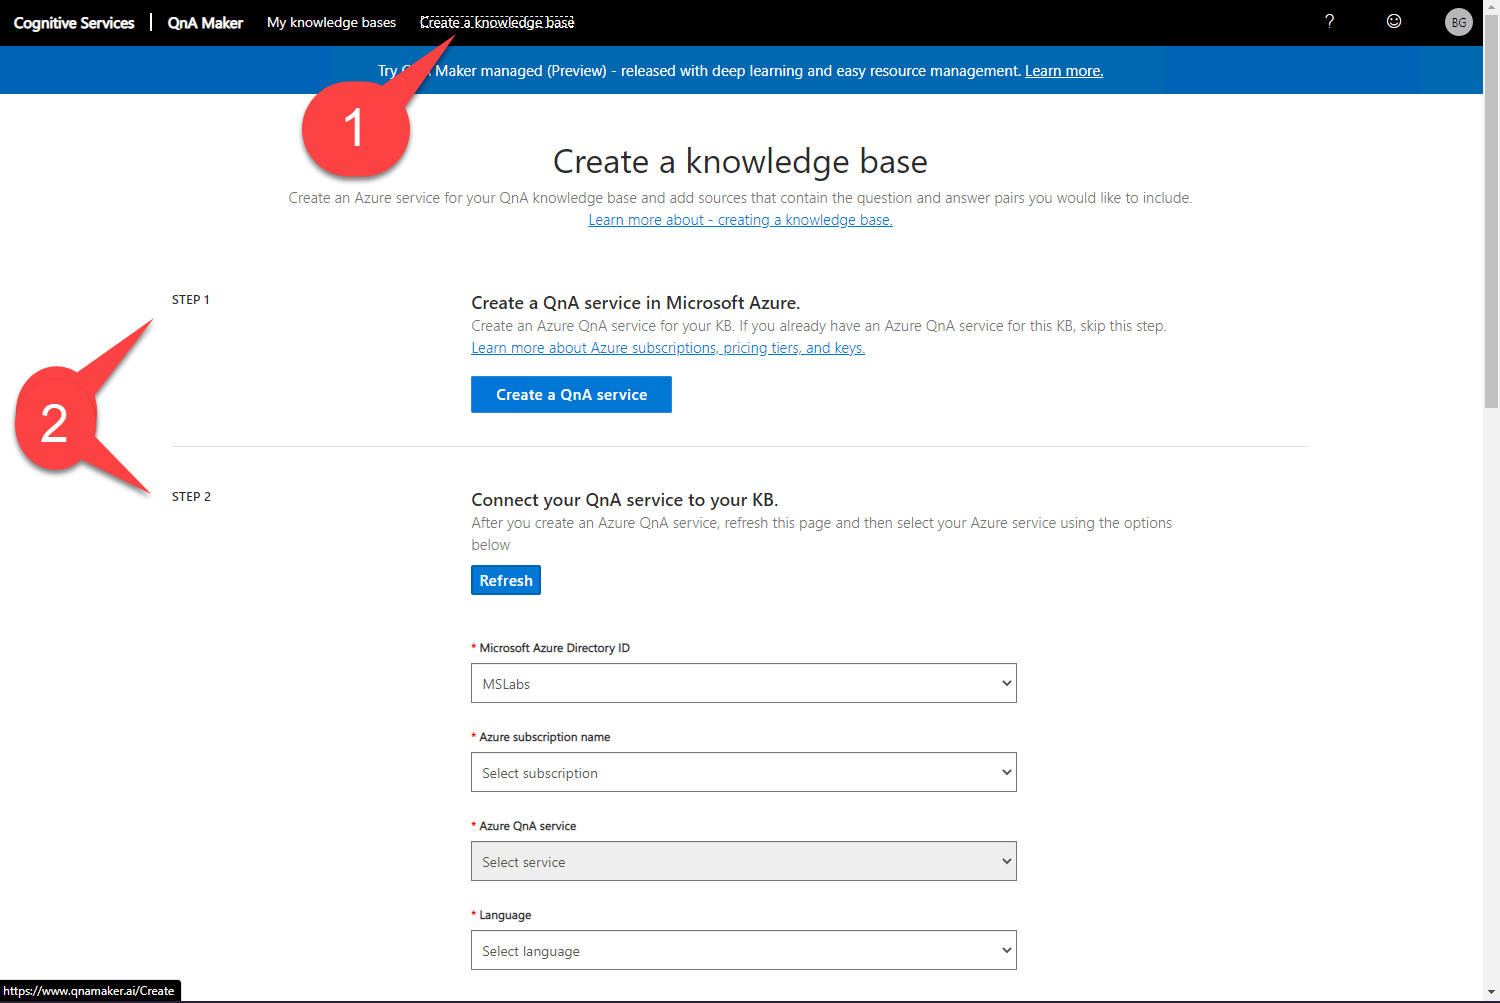 Cognitive Services | QnA Maker My knowledge bases Create a knowledge base ? BG
Try Maker managed (Preview) - released with deep learning and easy resource management. Learn more.
1
Create a knowledge base
Create an Azure service for your QnA knowledge base and add sources that contain the question and answer pairs you would like to include.
Learn more about - creating a knowledge base.
STEP 1
Create a QnA service in Microsoft Azure.
Create an Azure QnA service for your KB. If you already have an Azure QnA service for this KB, skip this step.
Learn more about Azure subscriptions, pricing tiers, and keys.
Create a QnA service
2
STEP 2
Connect your QnA service to your KB.
After you create an Azure QnA service, refresh this page and then select your Azure service using the options
below
Refresh
* Microsoft Azure Directory ID
MSLabs
* Azure subscription name
Select subscription
* Azure QnA service
Select service
* Language
Select language
https://www.qnamaker.ai/Create